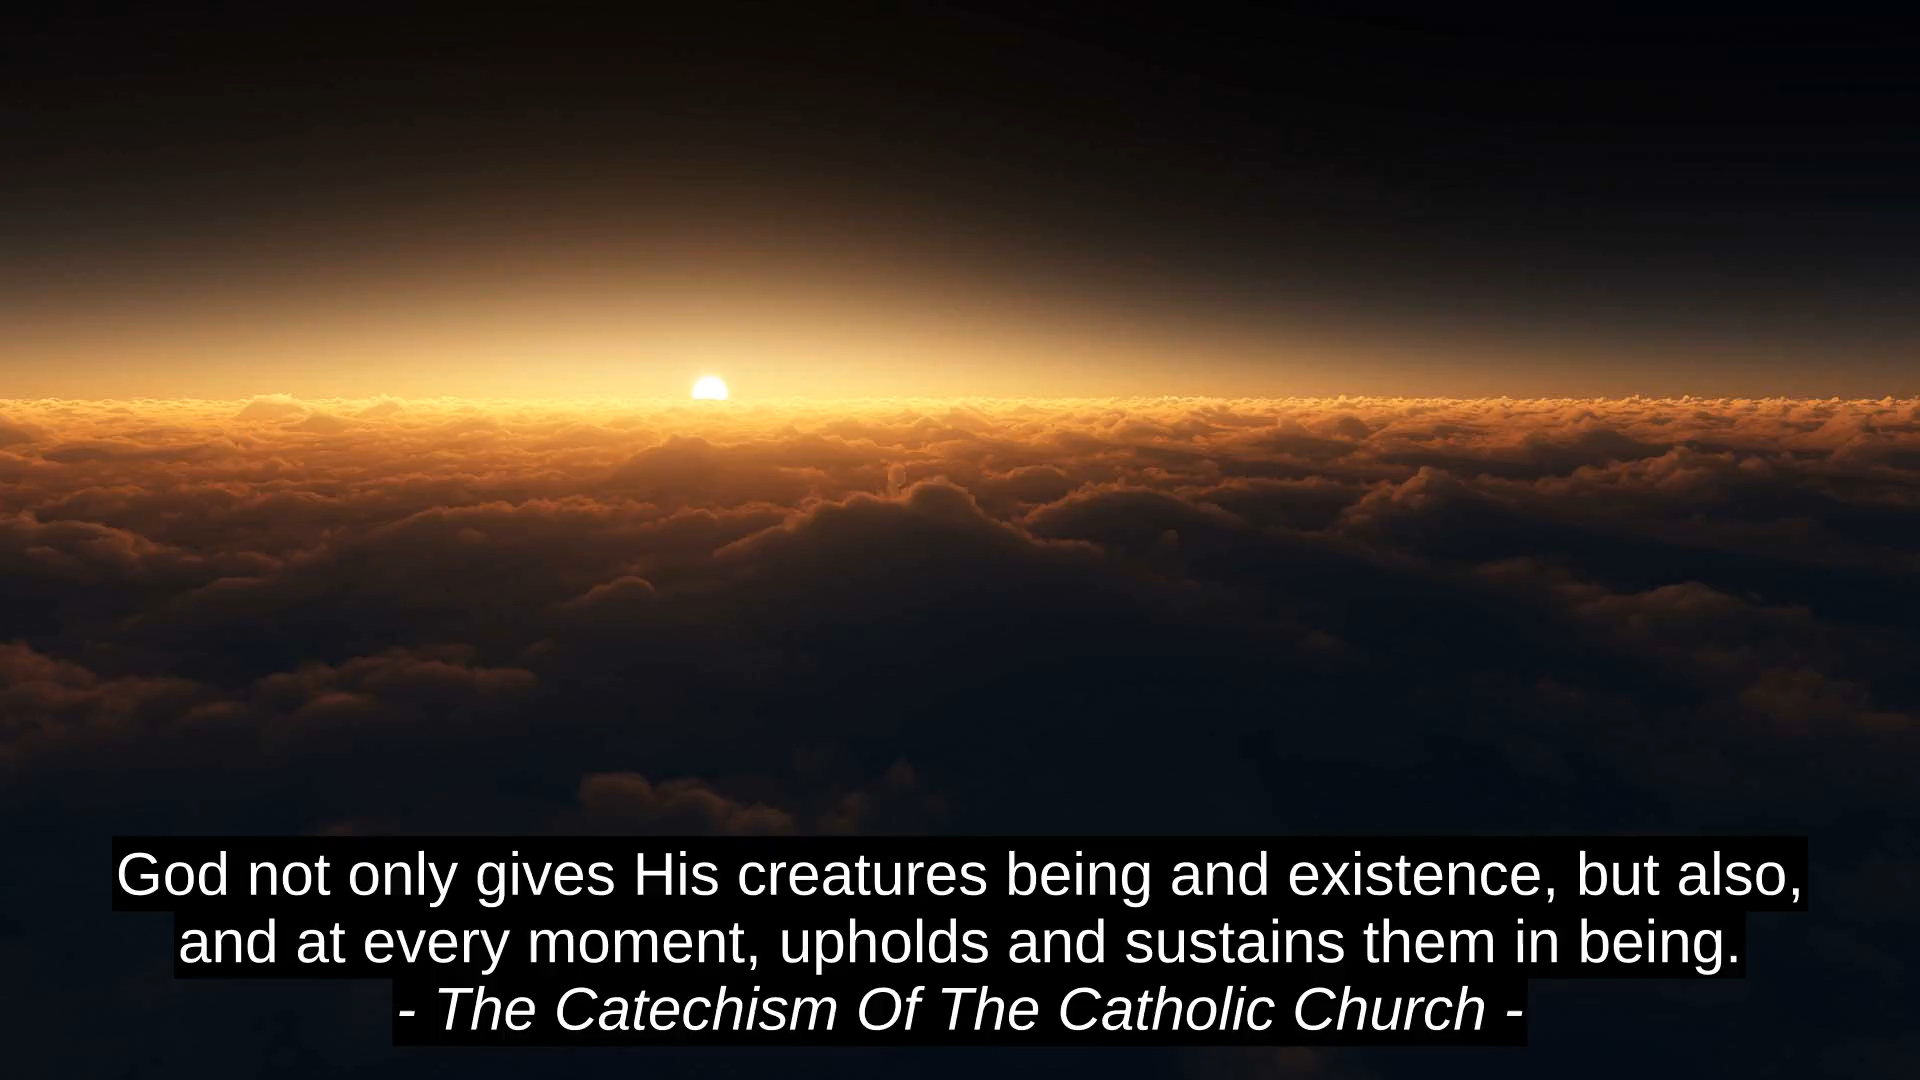 God not only gives His creatures being and existence, but also,
and at every moment, upholds and sustains them in being.
- The Catechism Of The Catholic Church -